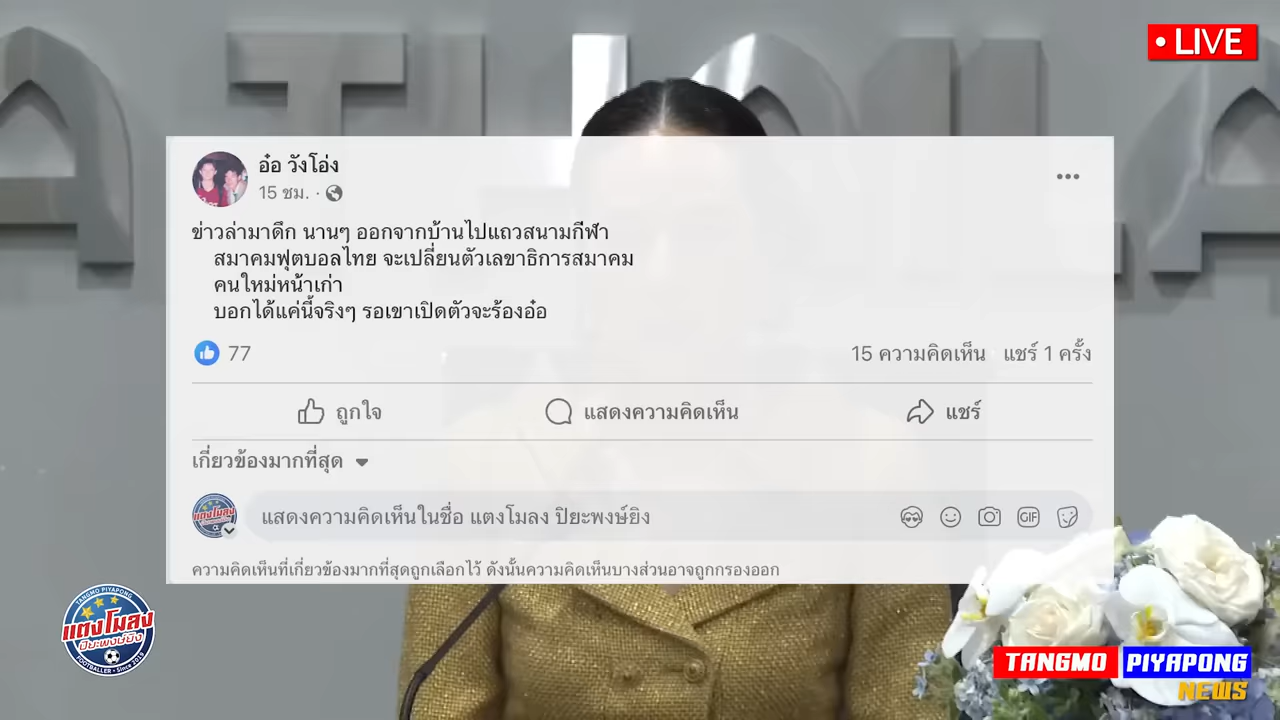 LIVE
อ๋อ วังโอ่ง
15 ชม. ·
ข่าวล่ามาดึก นานๆ ออกจากบ้านไปแถวสนามกีฬา
สมาคมฟุตบอลไทย จะเปลี่ยนตัวเลขาธิการสมาคม
คนใหม่หน้าเก่า
บอกได้แค่นี้จริงๆ รอเขาเปิดตัวจะร้องอ๋อ
77
15 ความคิดเห็น แชร์ 1 ครั้ง
ถูกใจ แสดงความคิดเห็น แชร์
เกี่ยวข้องมากที่สุด
แสดงความคิดเห็นในชื่อ แตงโมลง ปิยะพงษ์ยิง
GIF
ความคิดเห็นที่เกี่ยวข้องมากที่สุดถูกเลือกไว้ ดังนั้นความคิดเห็นบางส่วนอาจถูกกรองออก
TANGMO PIYAPONG
แตงโมลง
ปิยะพงษ์ยิง
FOOTBALLER • Since 2019
TANGMO PIYAPONG
NEWS